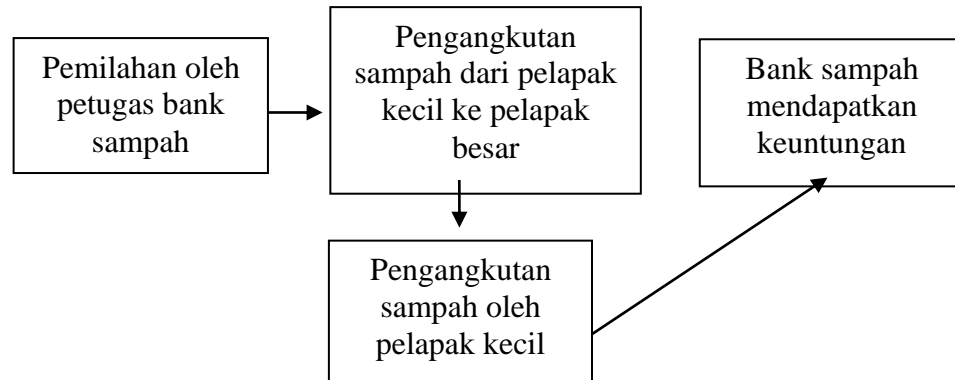 Pemilahan oleh
petugas bank
sampah
Pengangkutan
sampah dari pelapak
kecil ke pelapak
besar
Pengangkutan
sampah oleh
pelapak kecil
Bank sampah
mendapatkan
keuntungan